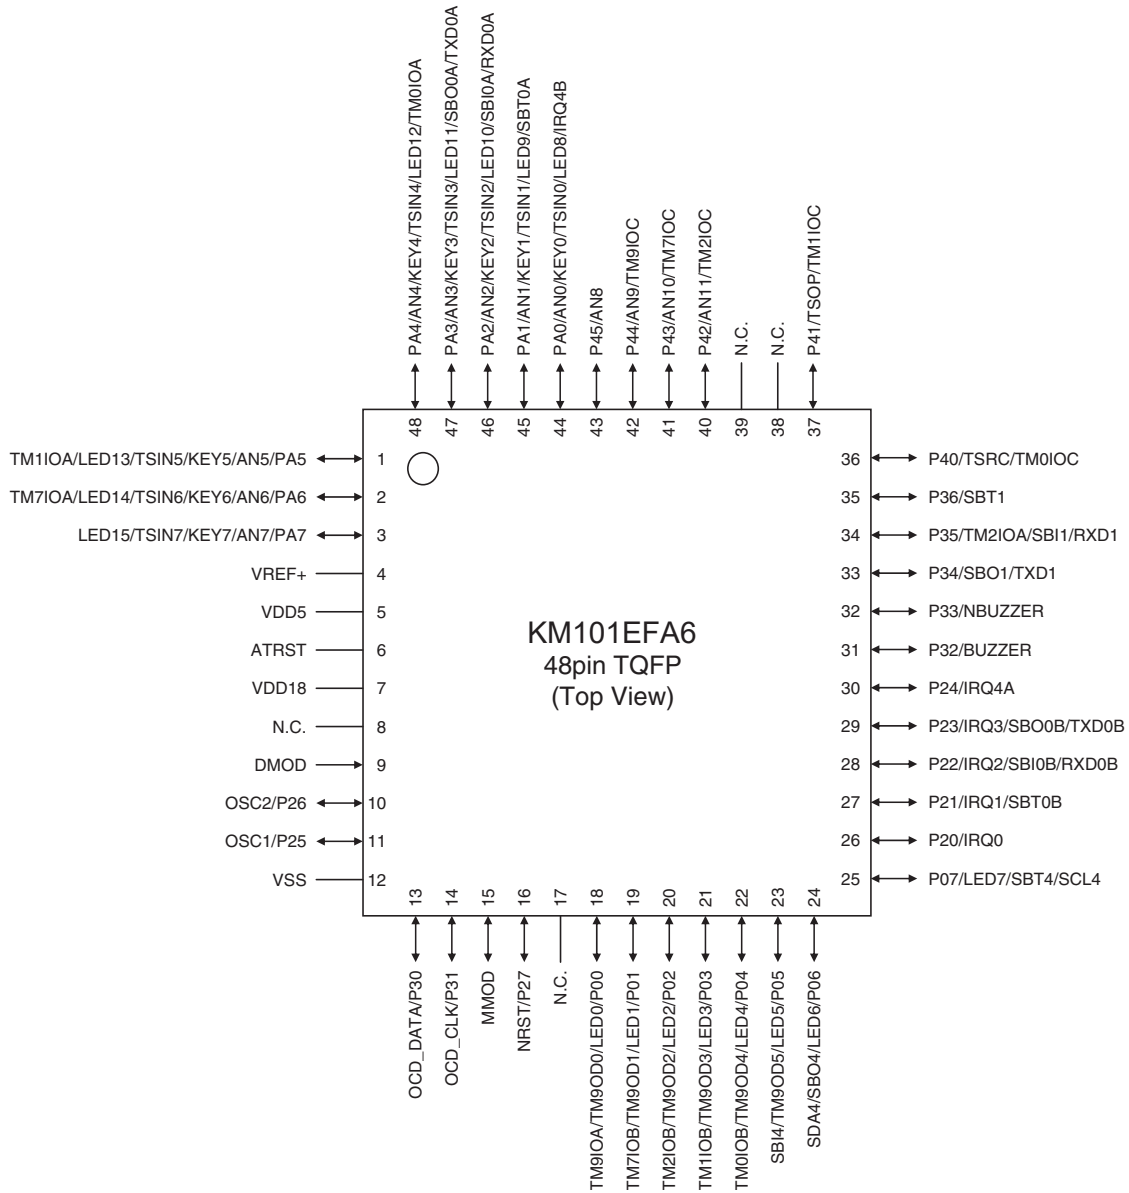 PA4/AN4/KEY4/TSIN4/LED12/TM0IOA
PA3/AN3/KEY3/TSIN3/LED11/SBO0A/TXD0A
PA2/AN2/KEY2/TSIN2/LED10/SBI0A/RXD0A
PA1/AN1/KEY1/TSIN1/LED9/SBT0A
PA0/AN0/KEY0/TSIN0/LED8/IRQ4B
P45/AN8
P44/AN9/TM9IOC
P43/AN10/TM7IOC
P42/AN11/TM2IOC
N.C.
N.C.
P41/TSOP/TM1IOC
48
47
46
45
44
43
42
41
40
39
38
37
TM1IOA/LED13/TSIN5/KEY5/AN5/PA5 1
TM7IOA/LED14/TSIN6/KEY6/AN6/PA6 2
LED15/TSIN7/KEY7/AN7/PA7 3
VREF+ 4
VDD5 5
ATRST 6
VDD18 7
N.C. 8
DMOD 9
OSC2/P26 10
OSC1/P25 11
VSS 12
KM101EFA6
48pin TQFP
(Top View)
36 P40/TSRC/TM0IOC
35 P36/SBT1
34 P35/TM2IOA/SBI1/RXD1
33 P34/SBO1/TXD1
32 P33/NBUZZER
31 P32/BUZZER
30 P24/IRQ4A
29 P23/IRQ3/SBO0B/TXD0B
28 P22/IRQ2/SBI0B/RXD0B
27 P21/IRQ1/SBT0B
26 P20/IRQ0
25 P07/LED7/SBT4/SCL4
13
14
15
16
17
18
19
20
21
22
23
24
OCD_DATA/P30
OCD_CLK/P31
MMOD
NRST/P27
N.C.
TM9IOA/TM9OD0/LED0/P00
TM7IOB/TM9OD1/LED1/P01
TM2IOB/TM9OD2/LED2/P02
TM1IOB/TM9OD3/LED3/P03
TM0IOB/TM9OD4/LED4/P04
SBI4/TM9OD5/LED5/P05
SDA4/SBO4/LED6/P06